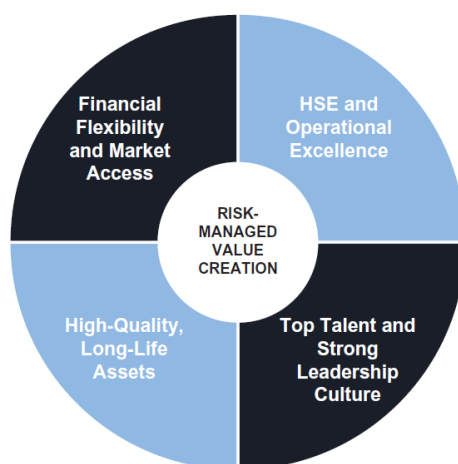 Financial
Flexibility
and Market
Access
HSE and
Operational
Excellence
RISK-
MANAGED
VALUE
CREATION
High-Quality,
Long-Life
Assets
Top Talent and
Strong
Leadership
Culture